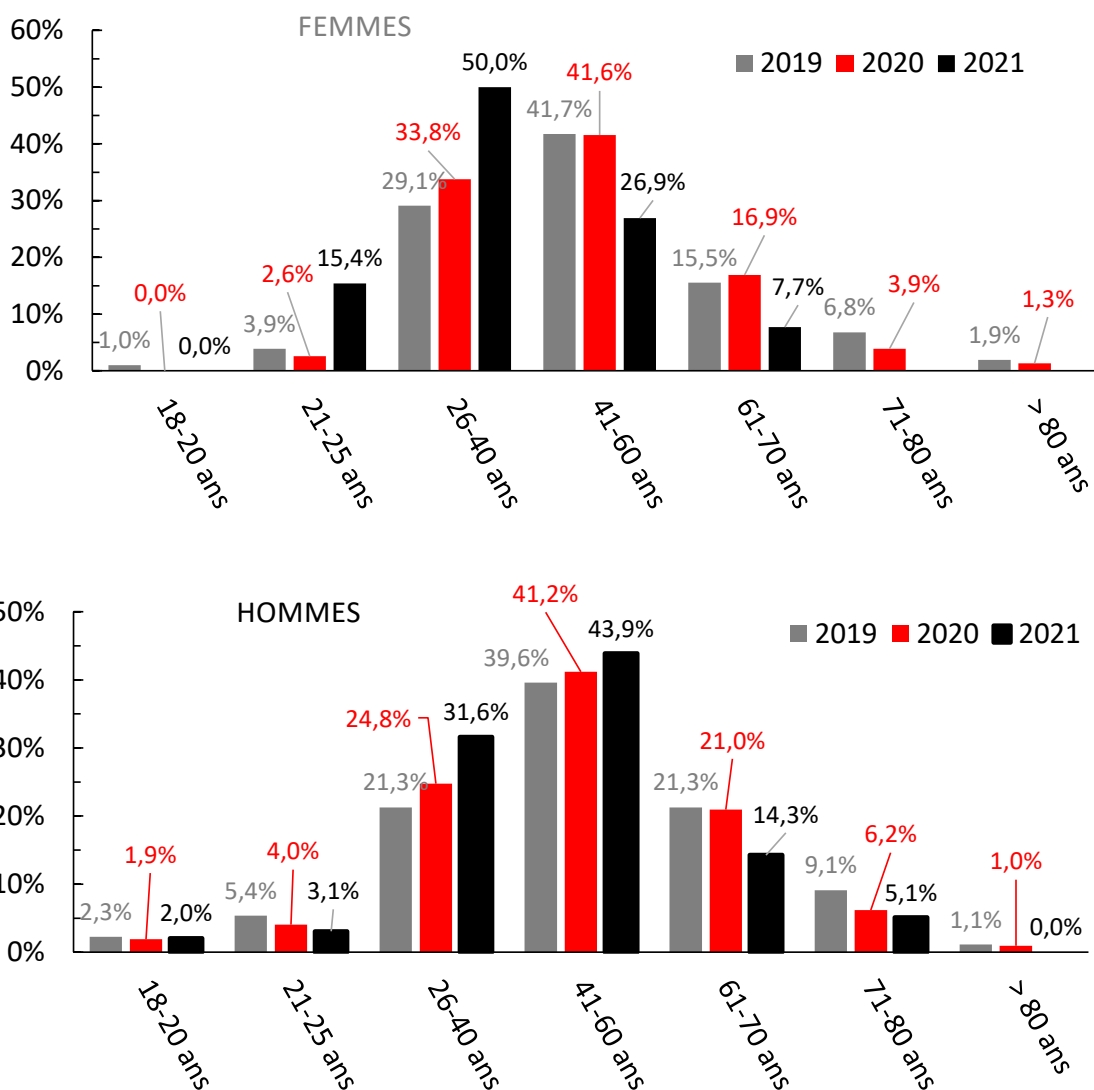 FEMMES
2019 2020 2021
60%
50%
40%
30%
20%
10%
0%
1,0% 0,0% 0,0%
3,9% 2,6% 15,4%
29,1% 33,8% 50,0%
41,7% 41,6% 26,9%
15,5% 16,9% 7,7%
6,8% 3,9%
1,9% 1,3%
18-20 ans 21-25 ans 26-40 ans 41-60 ans 61-70 ans 71-80 ans > 80 ans
HOMMES
2019 2020 2021
50%
40%
30%
20%
10%
0%
2,3% 1,9% 2,0%
5,4% 4,0% 3,1%
21,3% 24,8% 31,6%
39,6% 41,2% 43,9%
21,3% 21,0% 14,3%
9,1% 6,2% 5,1%
1,1% 1,0% 0,0%
18-20 ans 21-25 ans 26-40 ans 41-60 ans 61-70 ans 71-80 ans > 80 ans